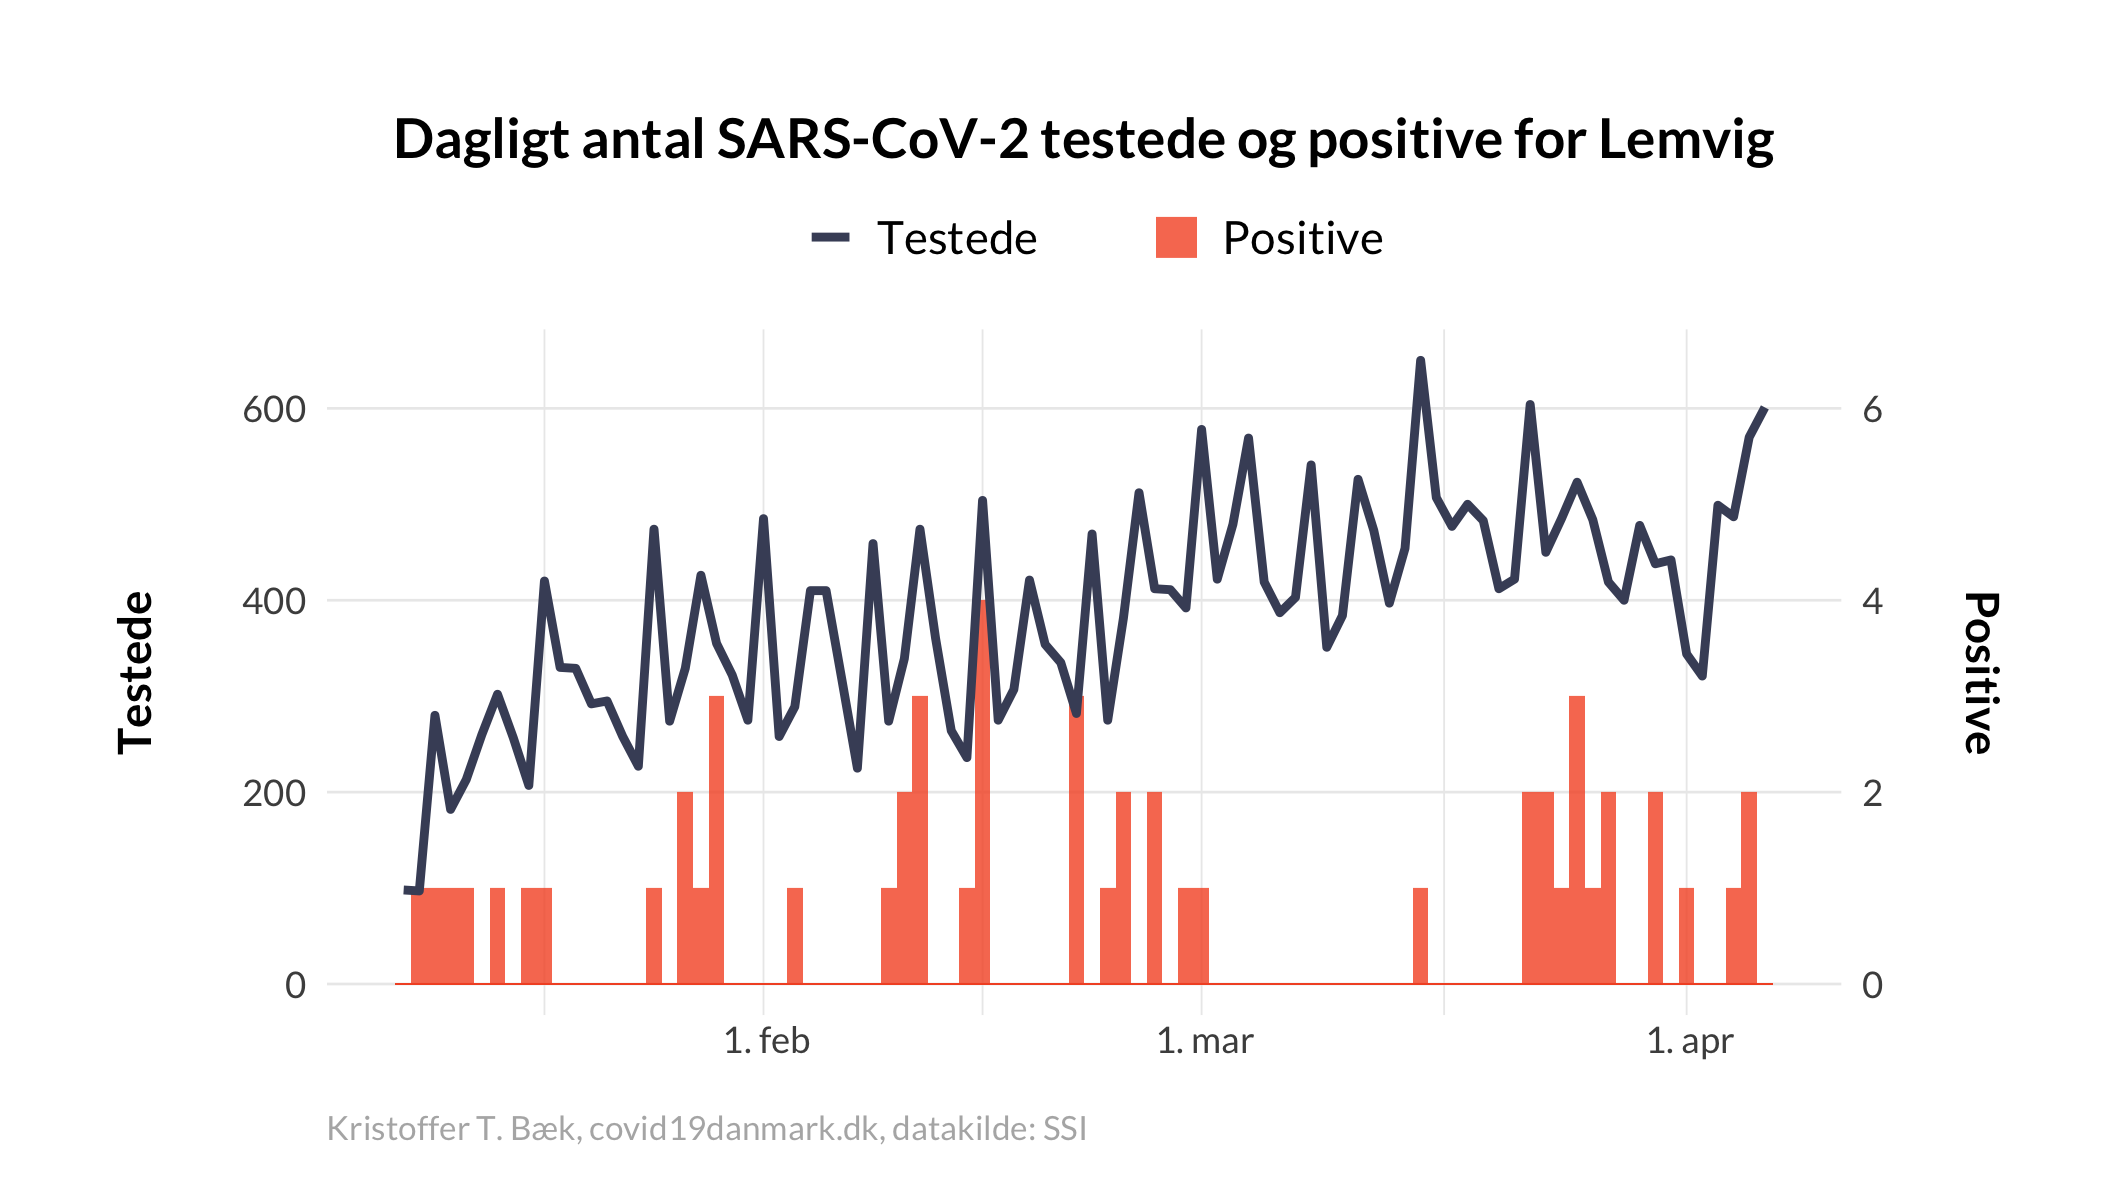 Dagligt antal SARS-CoV-2 testede og positive for Lemvig
Testede Positive
Testede
600
400
200
0
6
4
2
0
Positive
1. feb 1. mar 1. apr
Kristoffer T. Bæk, covid19danmark.dk, datakilde: SSI